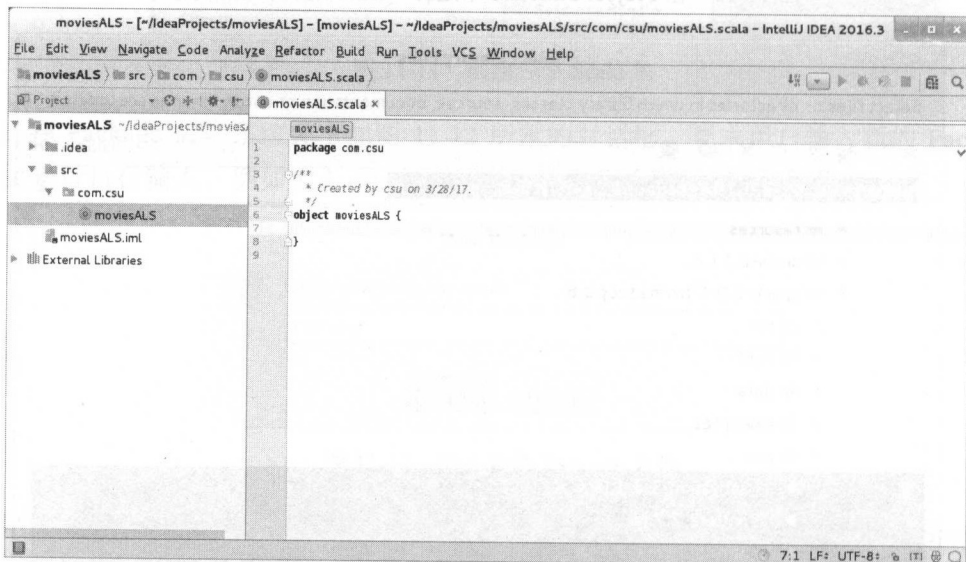 moviesALS – [~/IdeaProjects/moviesALS] – [moviesALS] – ~/IdeaProjects/moviesALS/src/com/csu/moviesALS.scala – IntelliJ IDEA 2016.3
File Edit View Navigate Code Analyze Refactor Build Run Tools VCS Window Help
moviesALS src com csu moviesALS.scala
Project
moviesALS.scala ×
moviesALS ~/IdeaProjects/movies
.idea
src
com.csu
moviesALS
moviesALS.iml
External Libraries
moviesALS
1 package com.csu
2
3 /**
4 * Created by csu on 3/28/17.
5 */
6 object moviesALS {
7
8 }
9
7:1 LF÷ UTF-8÷